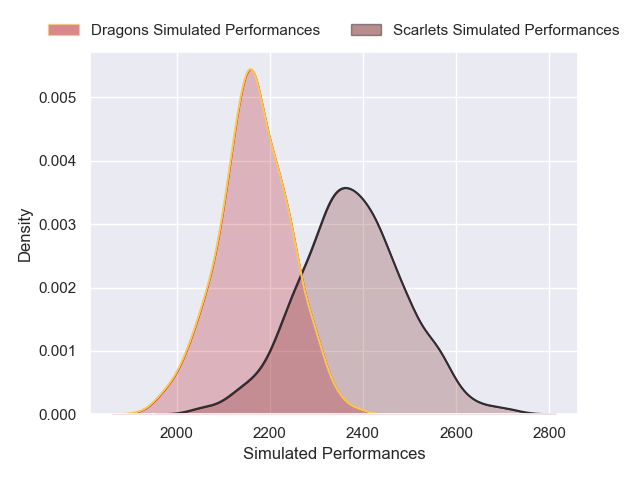 Dragons Simulated Performances Scarlets Simulated Performances
0.005
0.004
0.003
0.002
0.001
0.000
Density
2000 2200 2400 2600 2800
Simulated Performances